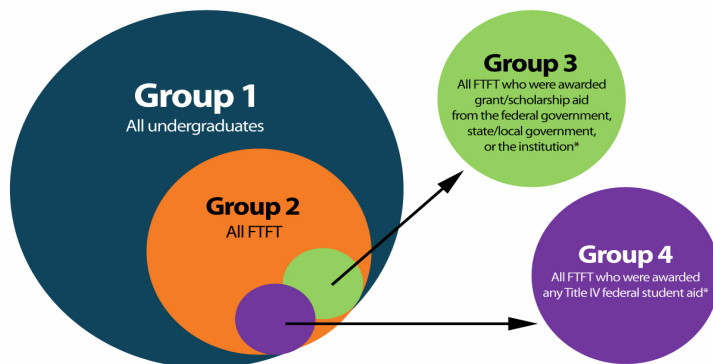 Group 1
All undergraduates
Group 2
All FTFT
Group 3
All FTFT who were awarded
grant/scholarship aid
from the federal government,
state/local government,
or the institution*
Group 4
All FTFT who were awarded
any Title IV federal student aid*